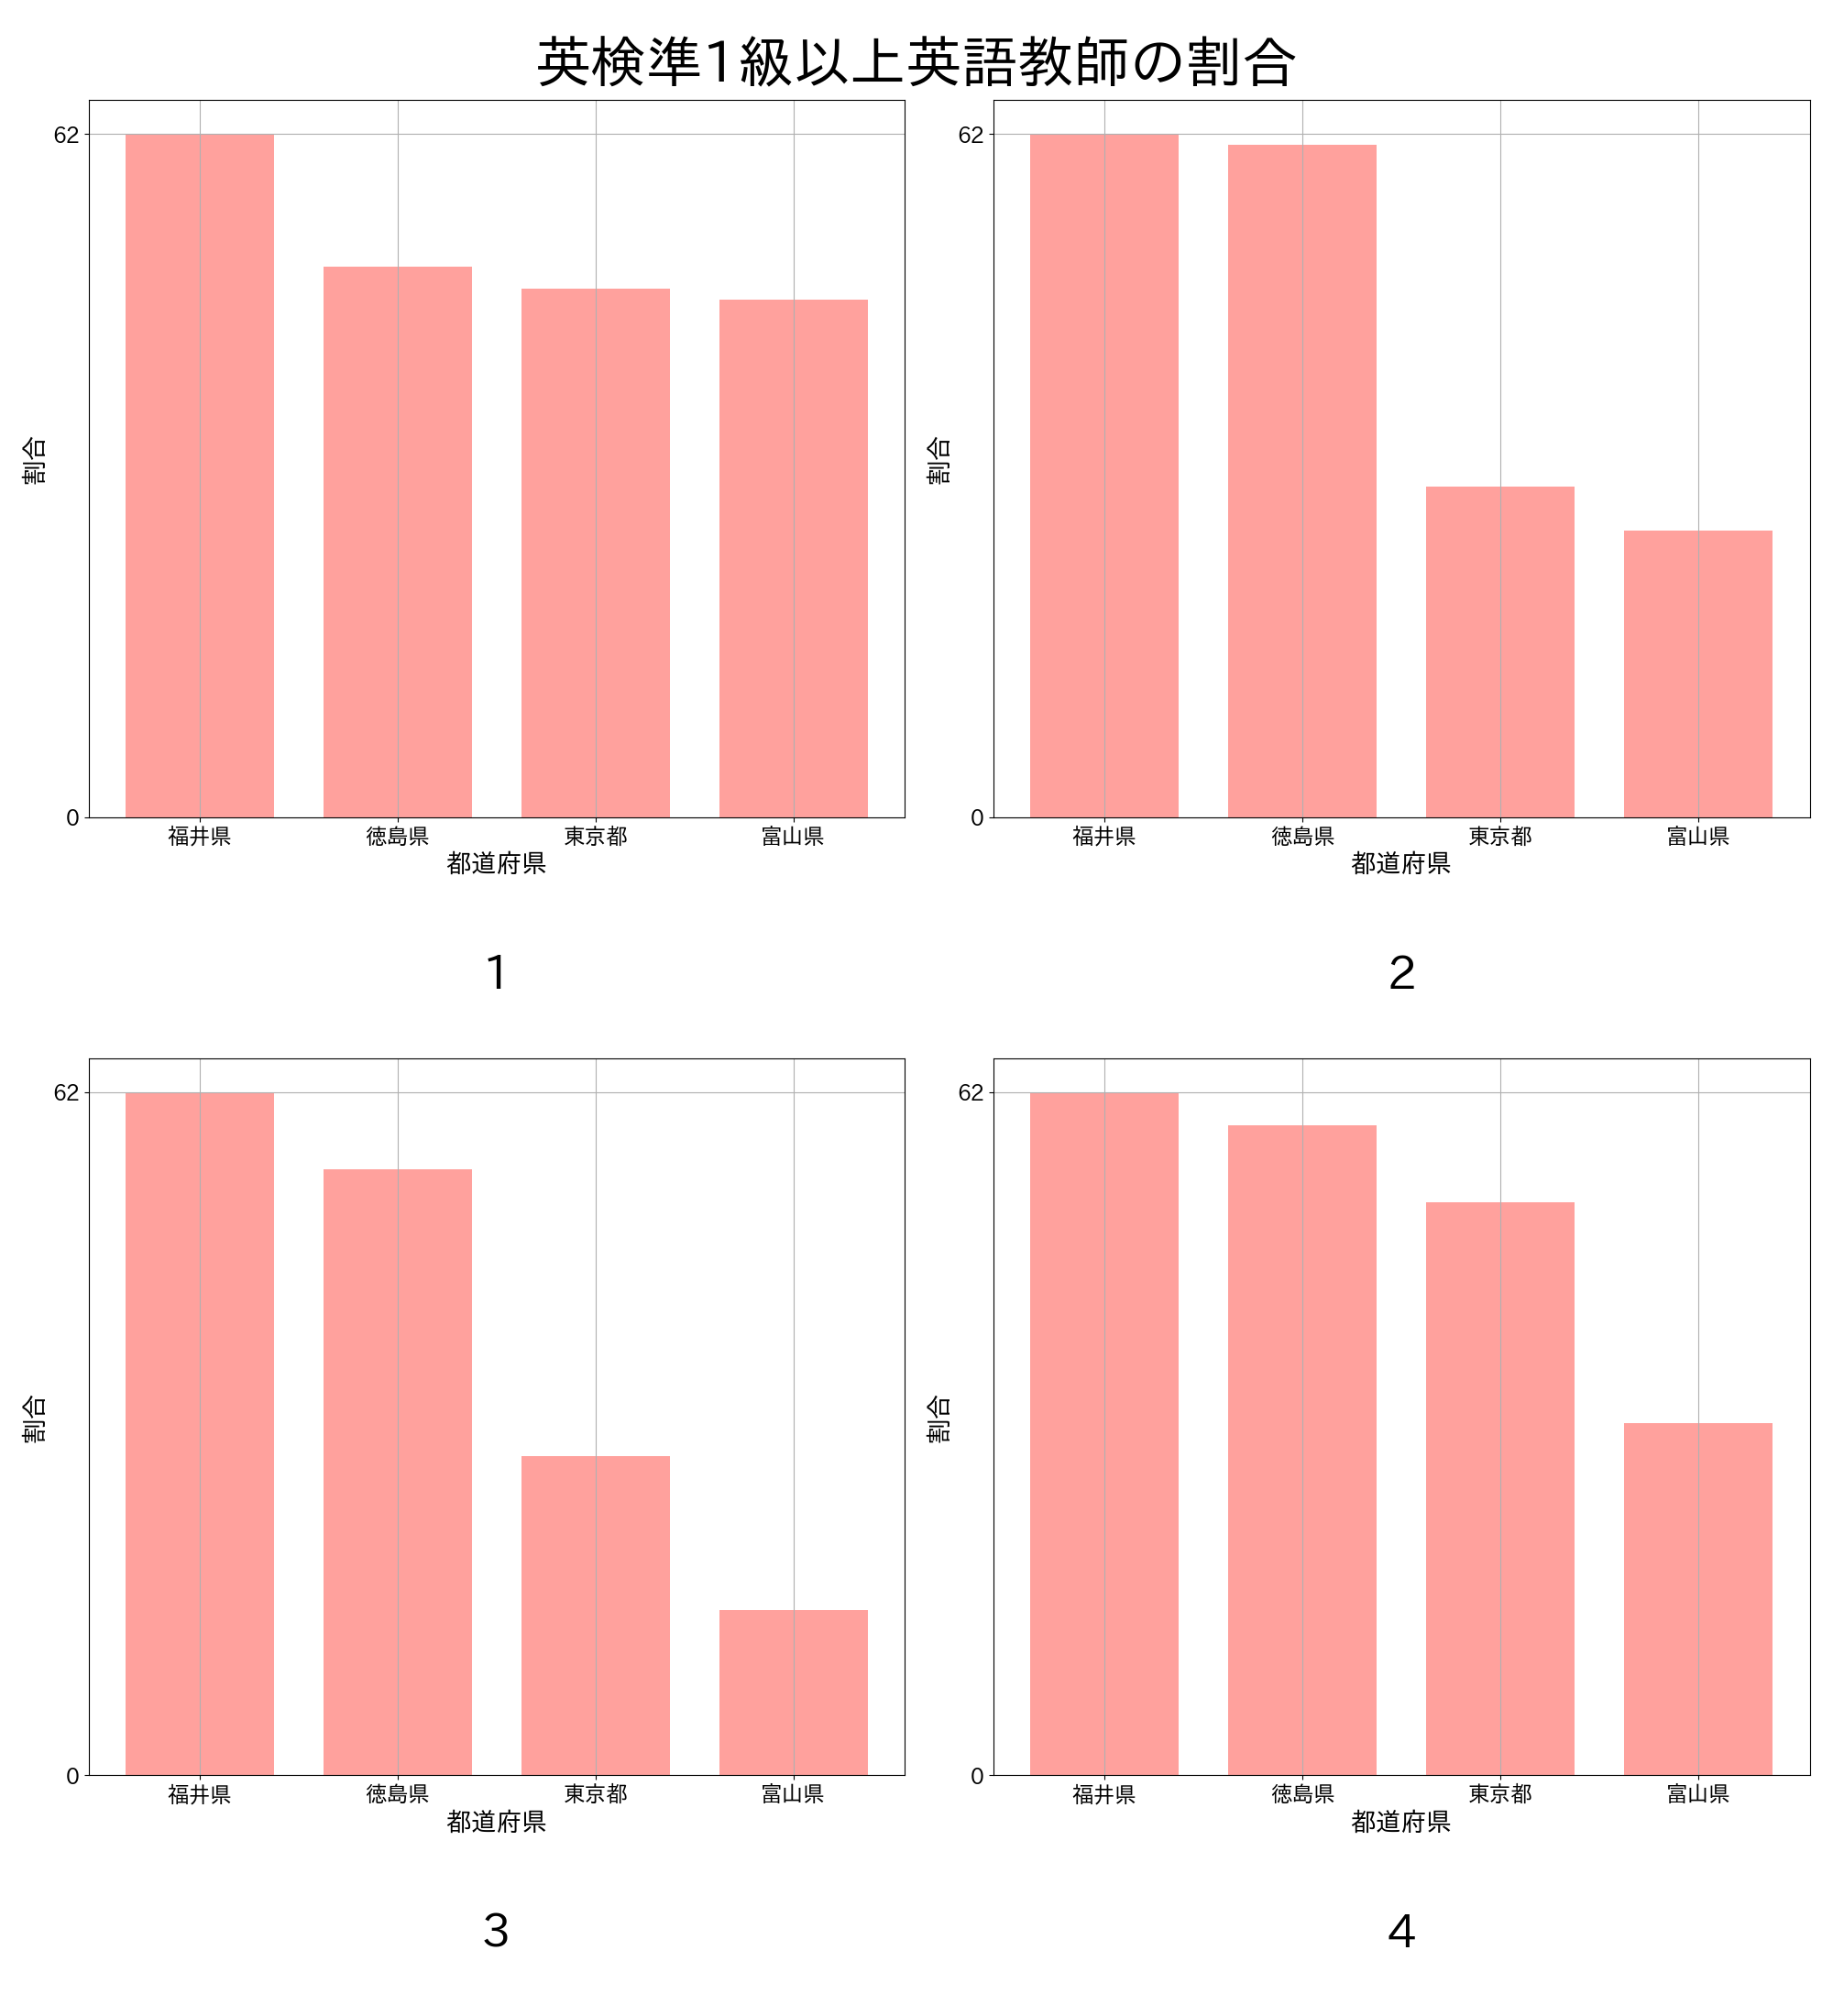 英検準1級以上英語教師の割合
62
0
割合
福井県 徳島県 東京都 富山県
都道府県
1
62
0
割合
福井県 徳島県 東京都 富山県
都道府県
2
62
0
割合
福井県 徳島県 東京都 富山県
都道府県
3
62
0
割合
福井県 徳島県 東京都 富山県
都道府県
4